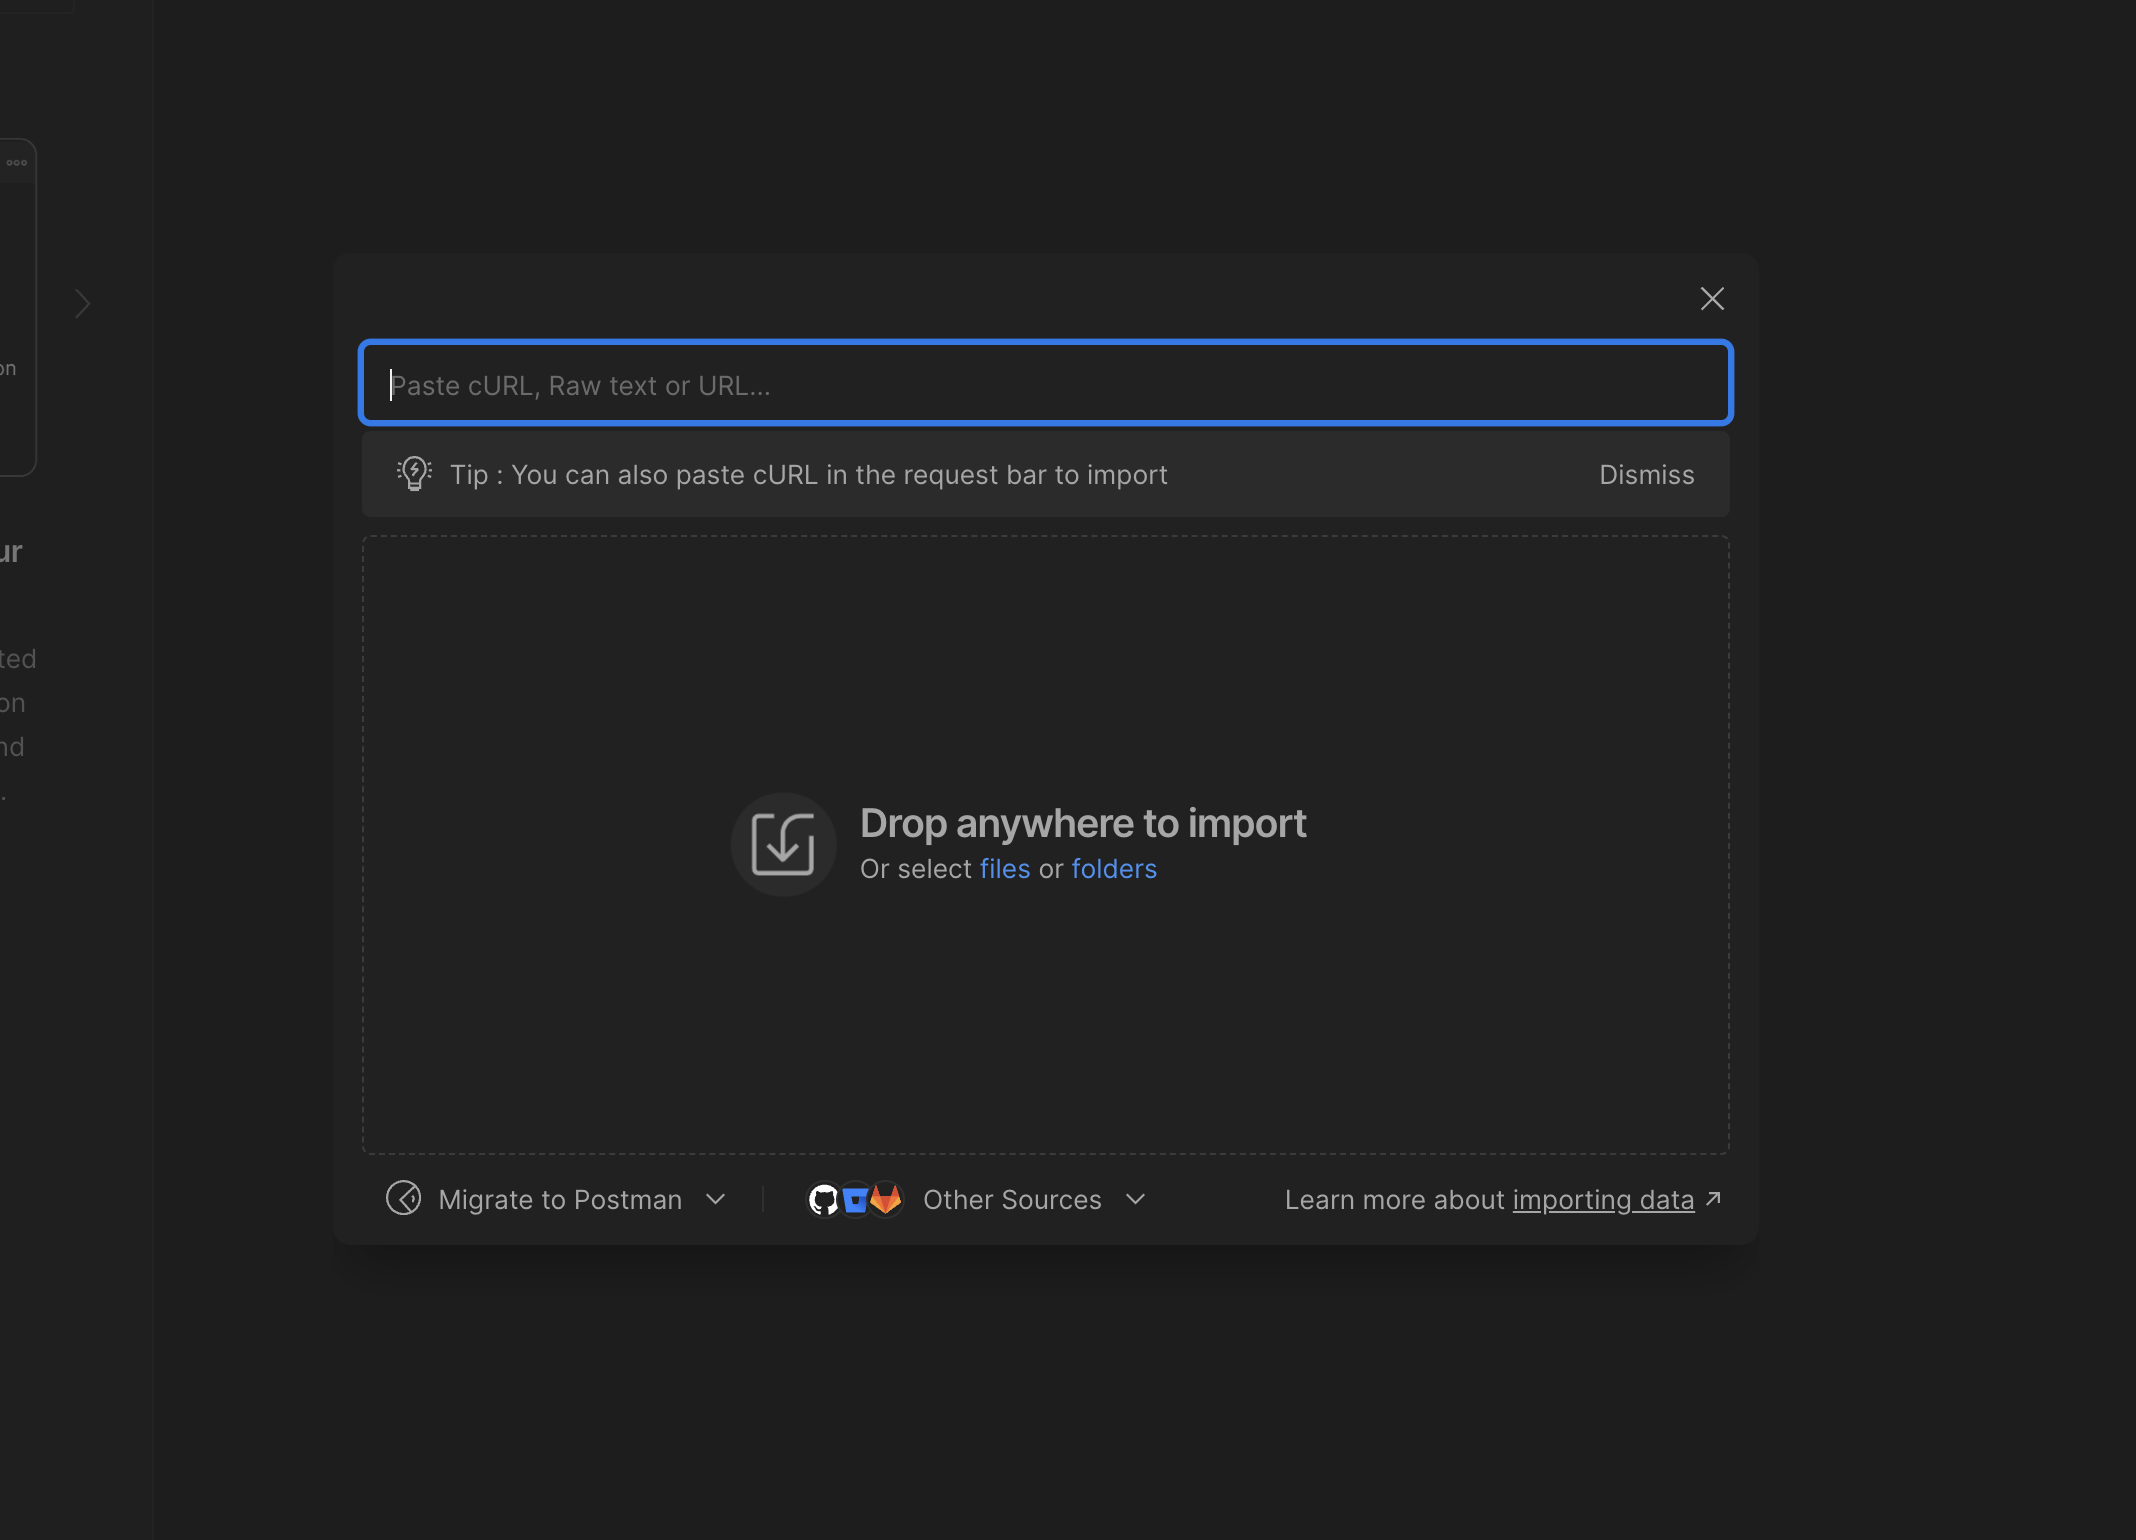 Paste cURL, Raw text or URL...
Tip : You can also paste cURL in the request bar to import
Dismiss
Drop anywhere to import
Or select files or folders
Migrate to Postman
Other Sources
Learn more about importing data
on
ur
ted
on
nd
.